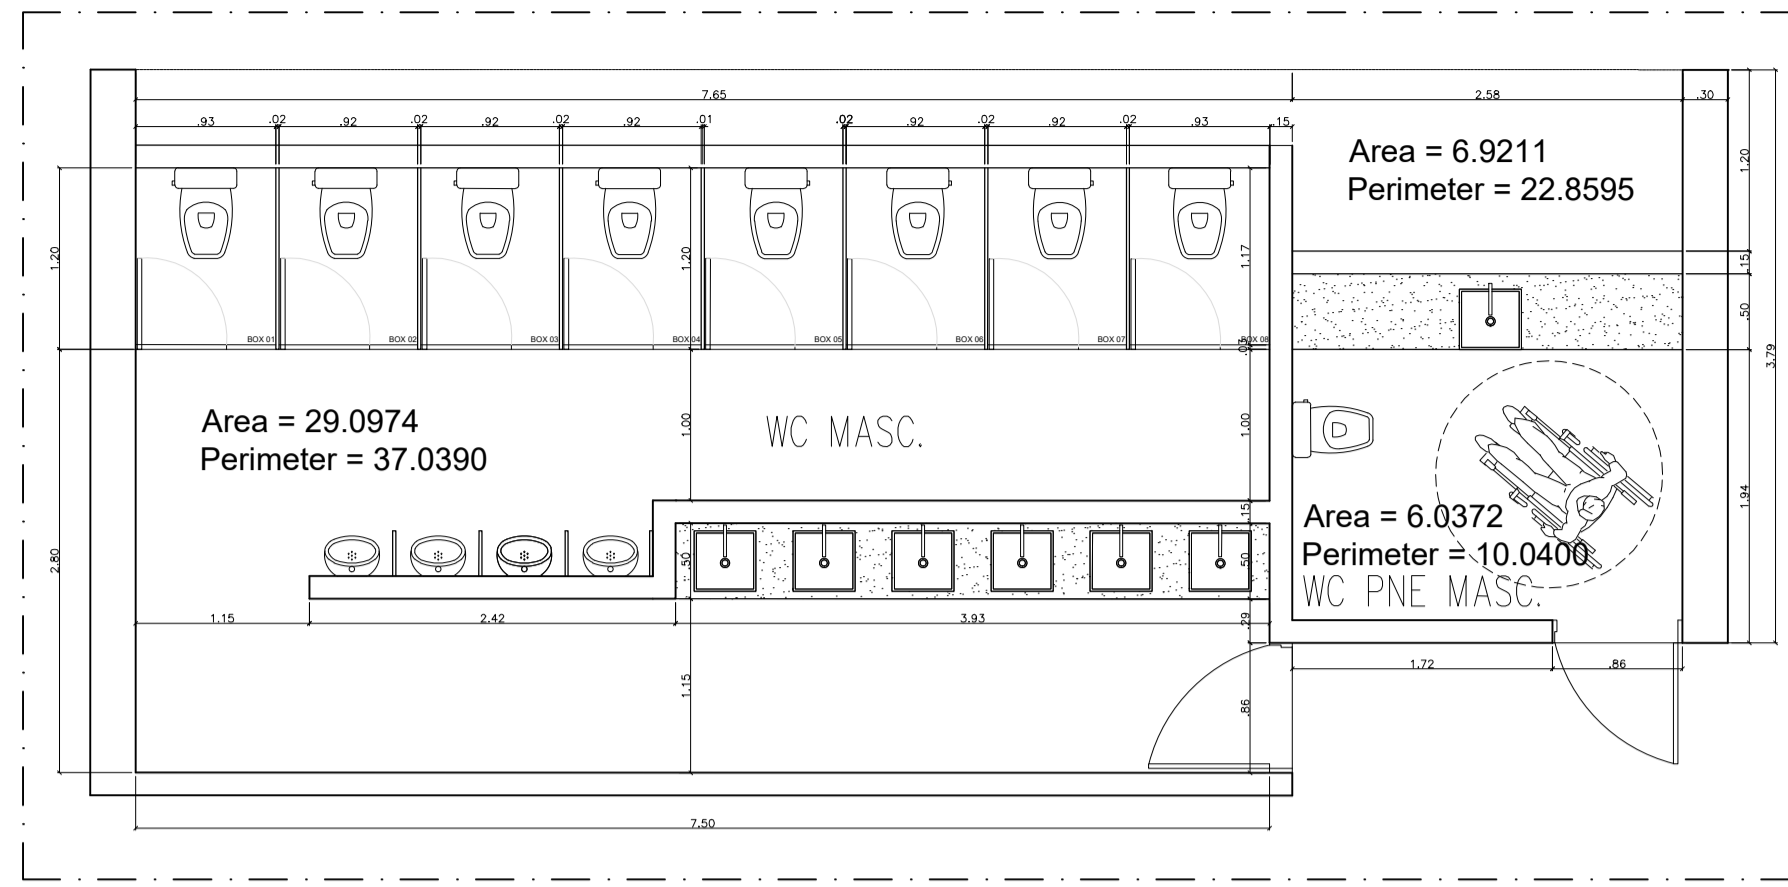 7.65 2.58 .30
.93 .02 .92 .02 .92 .02 .92 .01 .02 .92 .02 .92 .02 .93 .15
Area = 6.9211
Perimeter = 22.8595
1.20
1.20 1.20 1.17
.15
.50
3.79
BOX 01 BOX 02 BOX 03 BOX 04 BOX 05 BOX 06 BOX 07 BOX 08
.03
Area = 29.0974
Perimeter = 37.0390
1.00
WC MASC.
1.00
1.94
Area = 6.0372
Perimeter = 10.0400
WC PNE MASC.
2.80
.15
.50 .50
1.15 2.42 3.93
.29
1.72 .86
1.15
.86
7.50